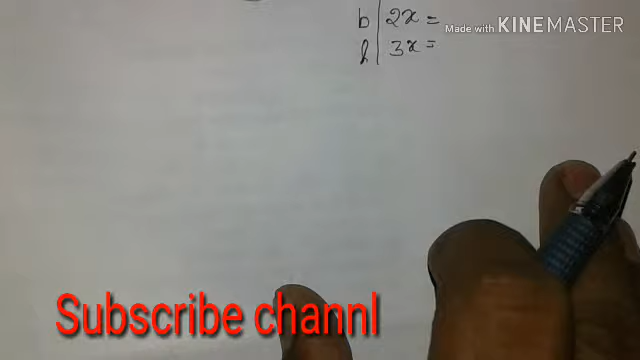 b | 2x =
l | 3x =
Made with KINEMASTER
Subscribe channl